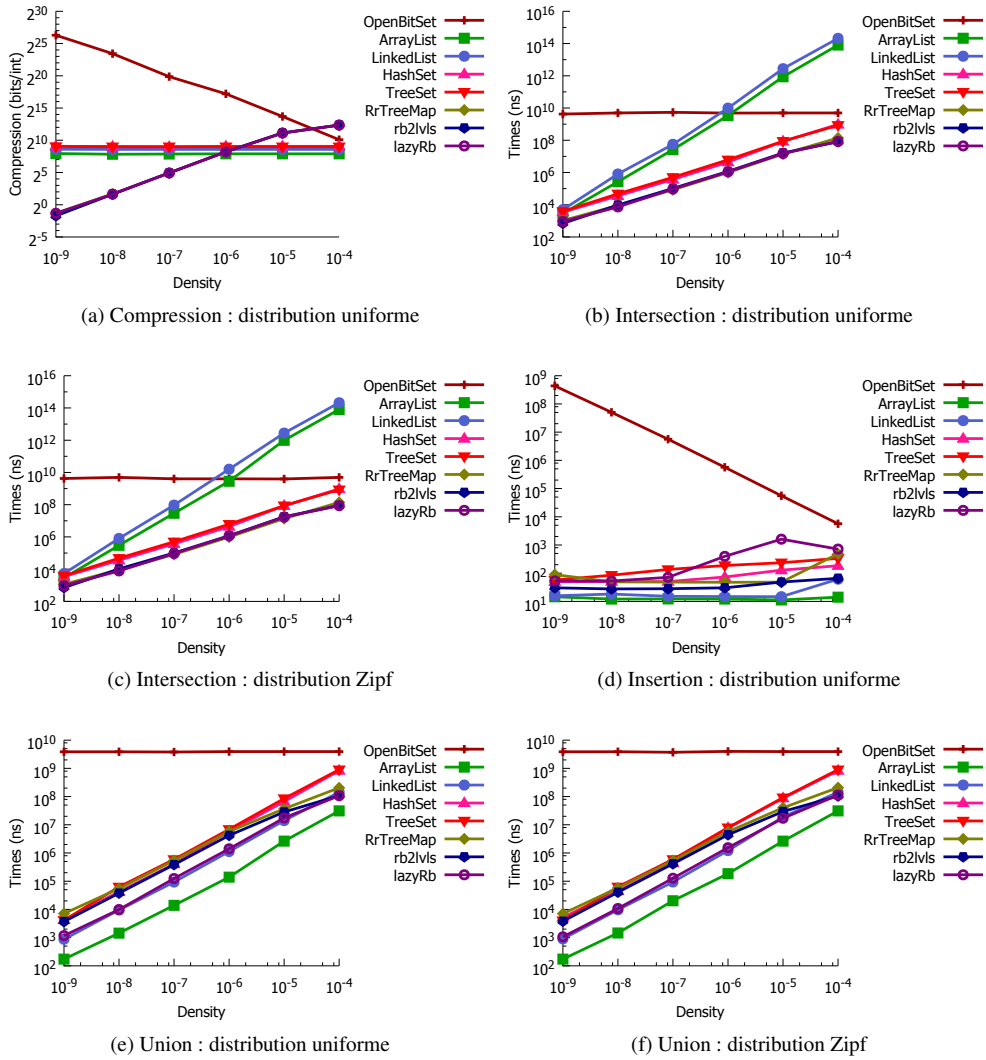 2^30
2^25
2^20
2^15
2^10
2^5
2^0
2^-5
Compression (bits/int)
10^-9 10^-8 10^-7 10^-6 10^-5 10^-4
Density
OpenBitSet
ArrayList
LinkedList
HashSet
TreeSet
RrTreeMap
rb2lvls
lazyRb
(a) Compression : distribution uniforme
10^16
10^14
10^12
10^10
10^8
10^6
10^4
10^2
Times (ns)
10^-9 10^-8 10^-7 10^-6 10^-5 10^-4
Density
OpenBitSet
ArrayList
LinkedList
HashSet
TreeSet
RrTreeMap
rb2lvls
lazyRb
(b) Intersection : distribution uniforme
10^16
10^14
10^12
10^10
10^8
10^6
10^4
10^2
Times (ns)
10^-9 10^-8 10^-7 10^-6 10^-5 10^-4
Density
OpenBitSet
ArrayList
LinkedList
HashSet
TreeSet
RrTreeMap
rb2lvls
lazyRb
(c) Intersection : distribution Zipf
10^9
10^8
10^7
10^6
10^5
10^4
10^3
10^2
10^1
Times (ns)
10^-9 10^-8 10^-7 10^-6 10^-5 10^-4
Density
OpenBitSet
ArrayList
LinkedList
HashSet
TreeSet
RrTreeMap
rb2lvls
lazyRb
(d) Insertion : distribution uniforme
10^10
10^9
10^8
10^7
10^6
10^5
10^4
10^3
10^2
Times (ns)
10^-9 10^-8 10^-7 10^-6 10^-5 10^-4
Density
OpenBitSet
ArrayList
LinkedList
HashSet
TreeSet
RrTreeMap
rb2lvls
lazyRb
(e) Union : distribution uniforme
10^10
10^9
10^8
10^7
10^6
10^5
10^4
10^3
10^2
Times (ns)
10^-9 10^-8 10^-7 10^-6 10^-5 10^-4
Density
OpenBitSet
ArrayList
LinkedList
HashSet
TreeSet
RrTreeMap
rb2lvls
lazyRb
(f) Union : distribution Zipf